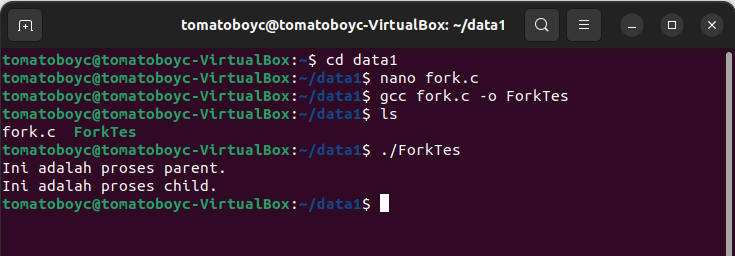 tomatoboyc@tomatoboyc-VirtualBox: ~/data1
tomatoboyc@tomatoboyc-VirtualBox:~$ cd data1
tomatoboyc@tomatoboyc-VirtualBox:~/data1$ nano fork.c
tomatoboyc@tomatoboyc-VirtualBox:~/data1$ gcc fork.c -o ForkTes
tomatoboyc@tomatoboyc-VirtualBox:~/data1$ ls
fork.c  ForkTes
tomatoboyc@tomatoboyc-VirtualBox:~/data1$ ./ForkTes
Ini adalah proses parent.
Ini adalah proses child.
tomatoboyc@tomatoboyc-VirtualBox:~/data1$